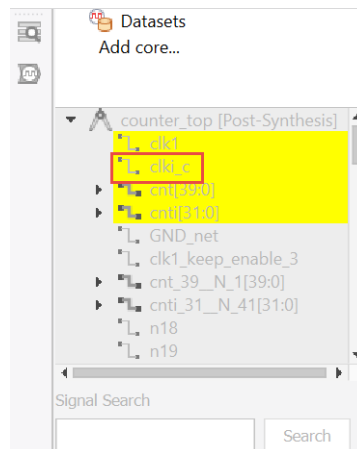 Datasets
Add core...
counter_top [Post-Synthesis]
clk1
clki_c
cnt[39:0]
cnti[31:0]
GND_net
clk1_keep_enable_3
cnt_39__N_1[39:0]
cnti_31__N_41[31:0]
n18
n19
Signal Search
Search